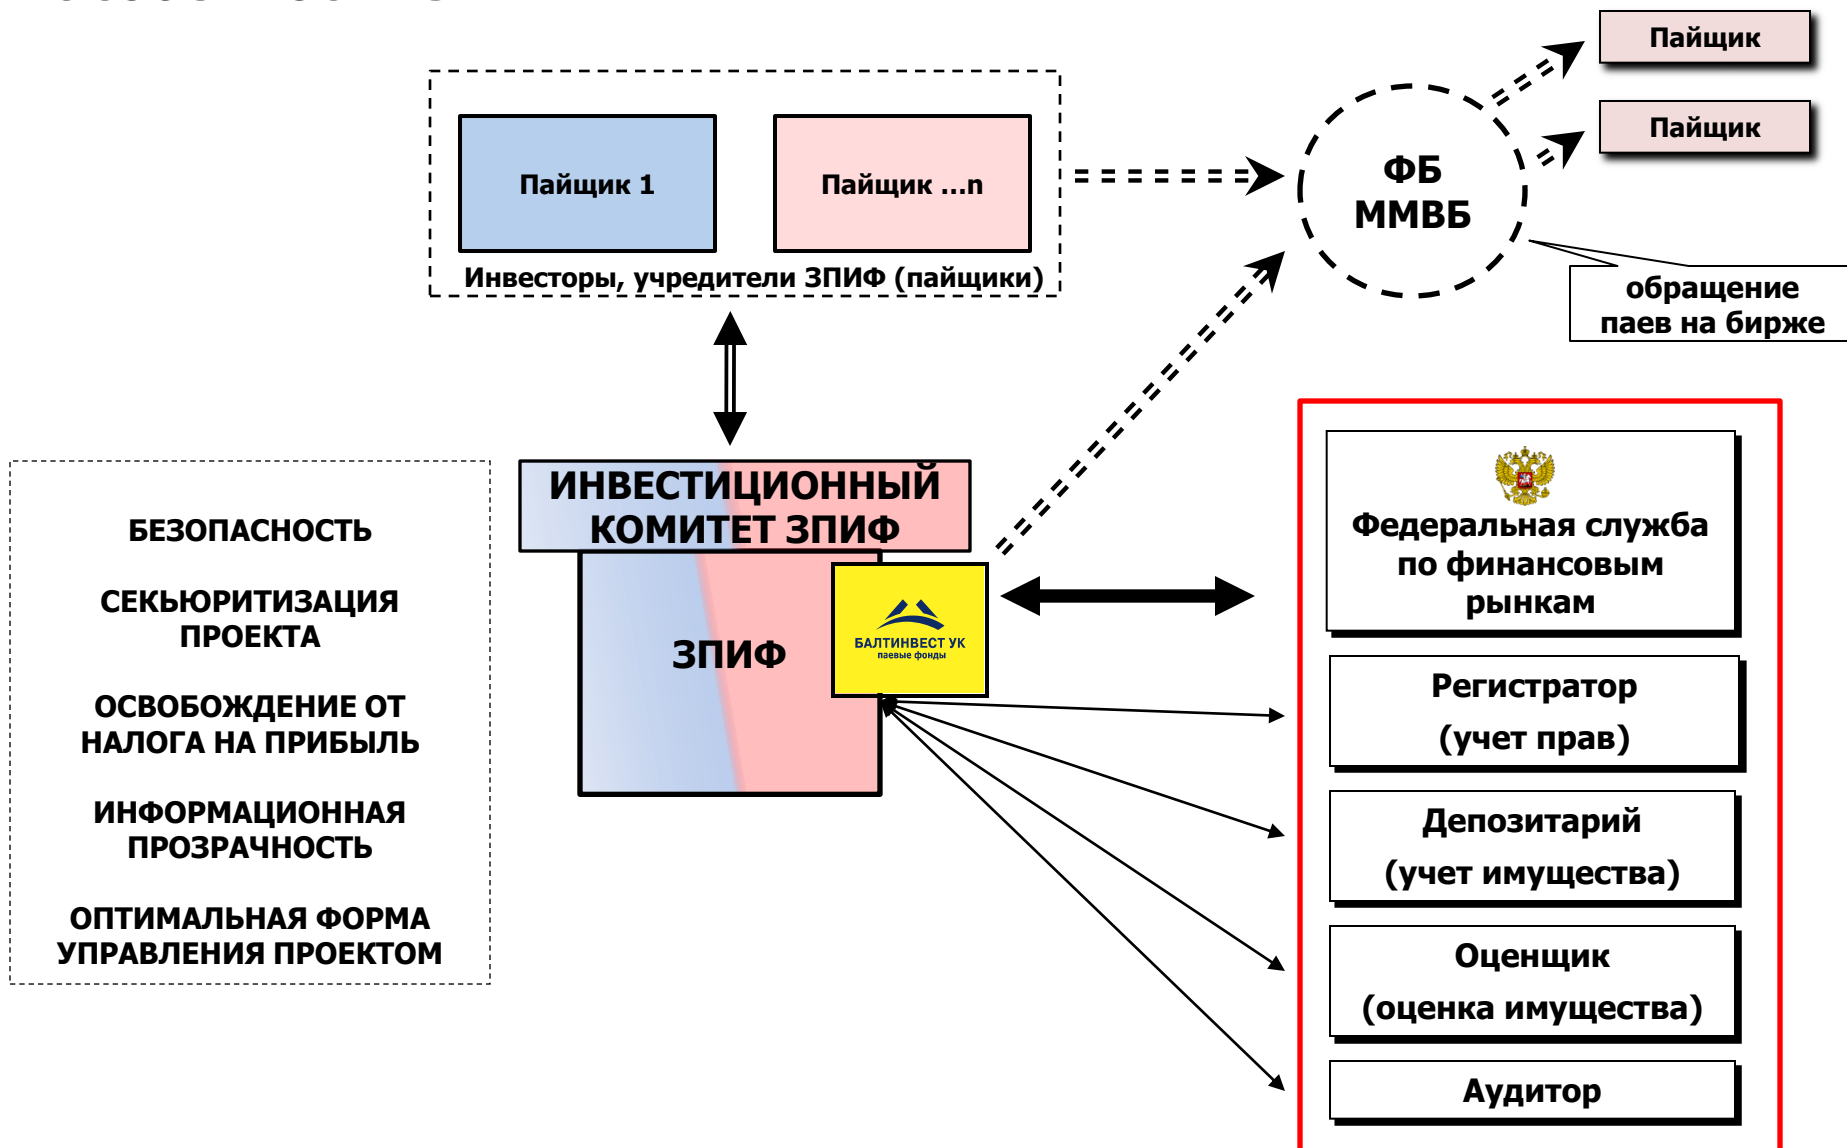 Пайщик
Пайщик
Пайщик 1
Пайщик ...n
Инвесторы, учредители ЗПИФ (пайщики)
ФБ
ММВБ
обращение
паев на бирже
БЕЗОПАСНОСТЬ
СЕКЬЮРИТИЗАЦИЯ
ПРОЕКТА
ОСВОБОЖДЕНИЕ ОТ
НАЛОГА НА ПРИБЫЛЬ
ИНФОРМАЦИОННАЯ
ПРОЗРАЧНОСТЬ
ОПТИМАЛЬНАЯ ФОРМА
УПРАВЛЕНИЯ ПРОЕКТОМ
ИНВЕСТИЦИОННЫЙ
КОМИТЕТ ЗПИФ
ЗПИФ
БАЛТИНВЕСТ УК
паевые фонды
Федеральная служба
по финансовым
рынкам
Регистратор
(учет прав)
Депозитарий
(учет имущества)
Оценщик
(оценка имущества)
Аудитор